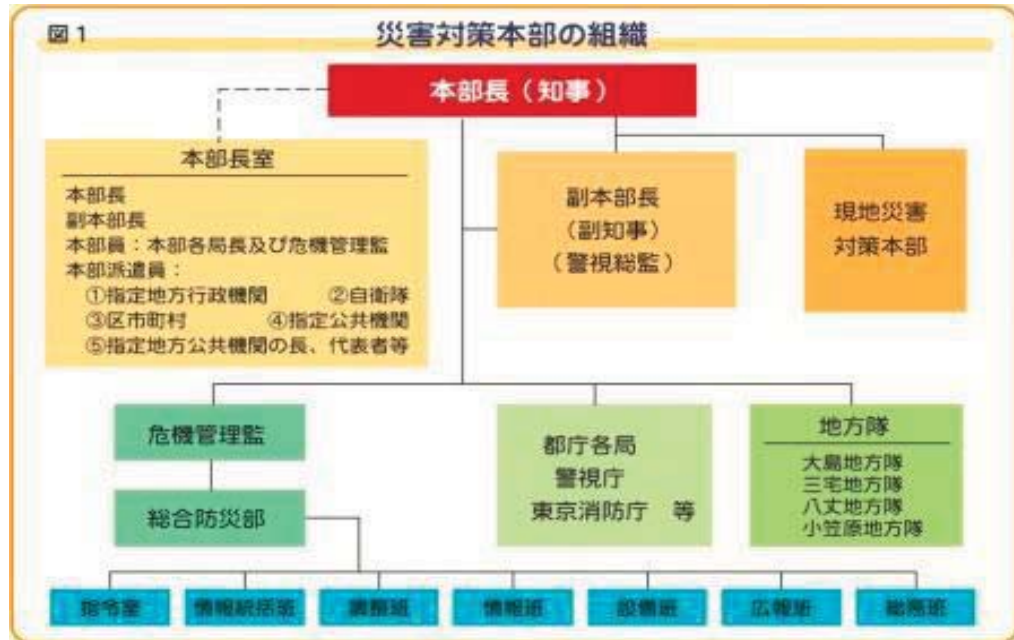 図1
災害対策本部の組織
本部長（知事）
本部長室
本部長
副本部長
本部員：本部各局長及び危機管理監
本部派遣員：
①指定地方行政機関　②自衛隊
③区市町村　④指定公共機関
⑤指定地方公共機関の長、代表者等
副本部長
（副知事）
（警視総監）
現地災害
対策本部
危機管理監
総合防災部
都庁各局
警視庁
東京消防庁　等
地方隊
大島地方隊
三宅地方隊
八丈地方隊
小笠原地方隊
指令室
情報統括班
情報班
設備班
広報班
総務班